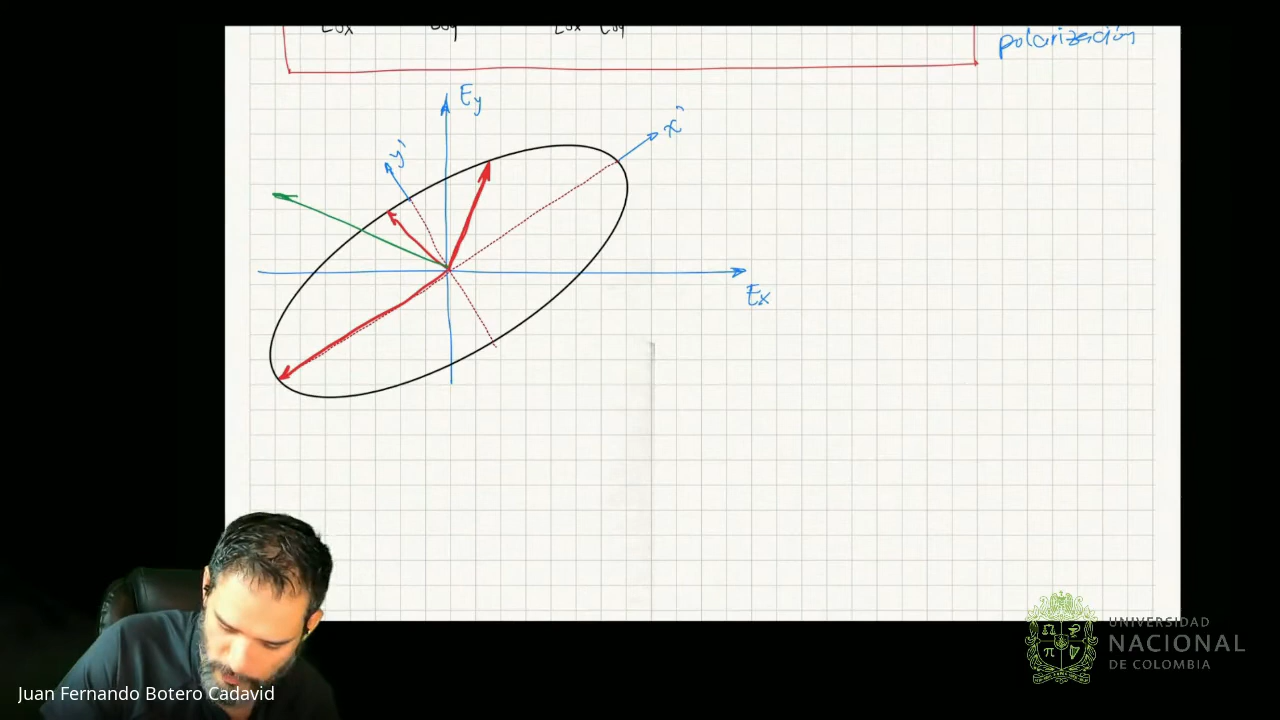 polarización
Ey
x'
y'
Ex
Juan Fernando Botero Cadavid
UNIVERSIDAD
NACIONAL
DE COLOMBIA